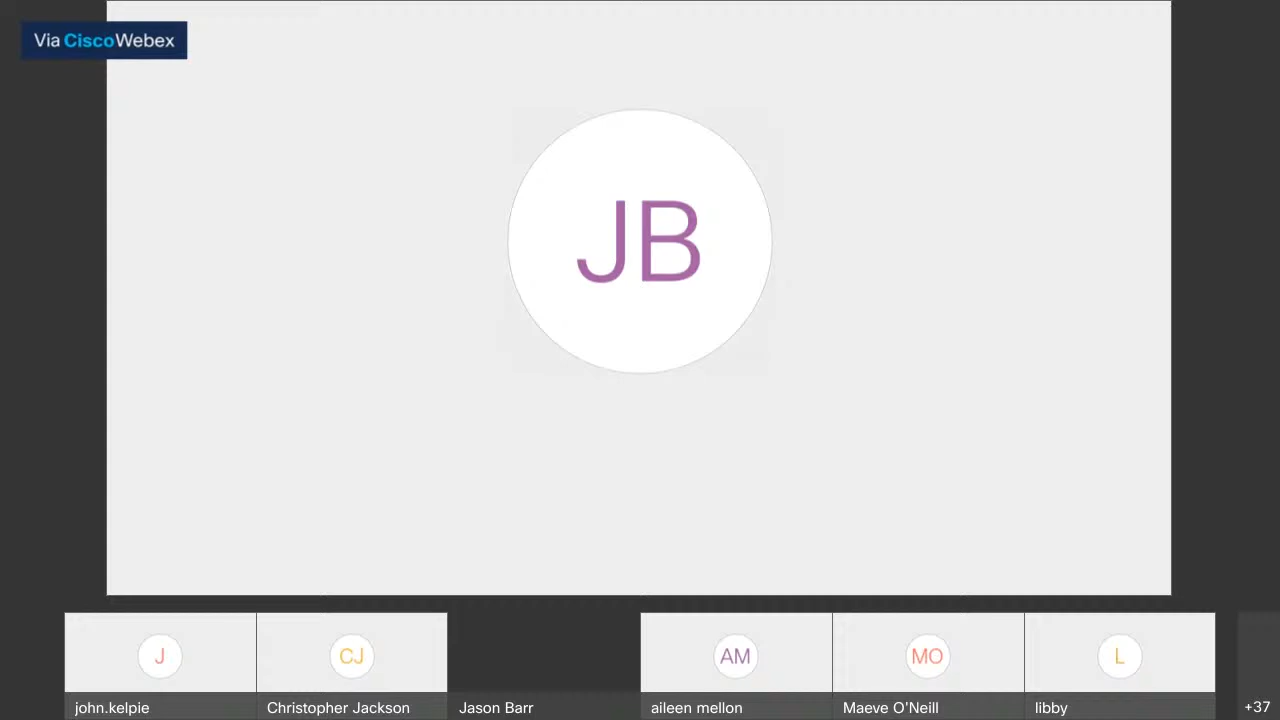 Via CiscoWebex
JB
J
CJ
AM
MO
L
john.kelpie
Christopher Jackson
Jason Barr
aileen mellon
Maeve O'Neill
libby
+37